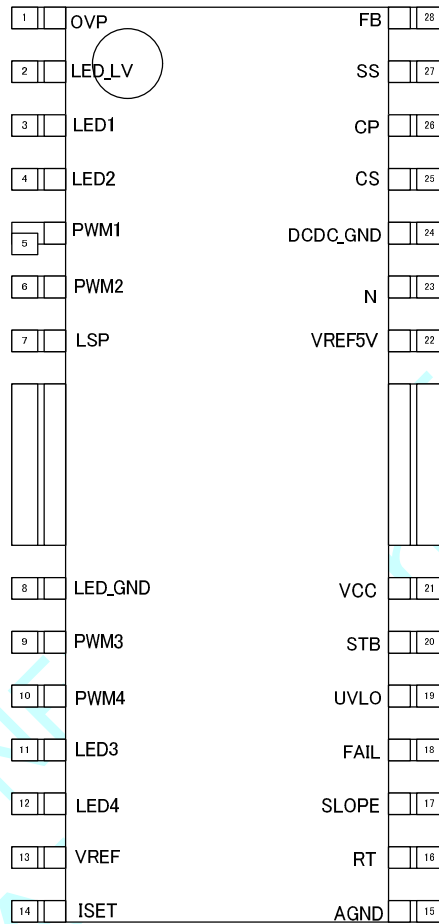 1 OVP FB 28
2 LED_LV SS 27
3 LED1 CP 26
4 LED2 CS 25
5 PWM1 DCDC_GND 24
6 PWM2 N 23
7 LSP VREF5V 22
8 LED_GND VCC 21
9 PWM3 STB 20
10 PWM4 UVLO 19
11 LED3 FAIL 18
12 LED4 SLOPE 17
13 VREF RT 16
14 ISET AGND 15